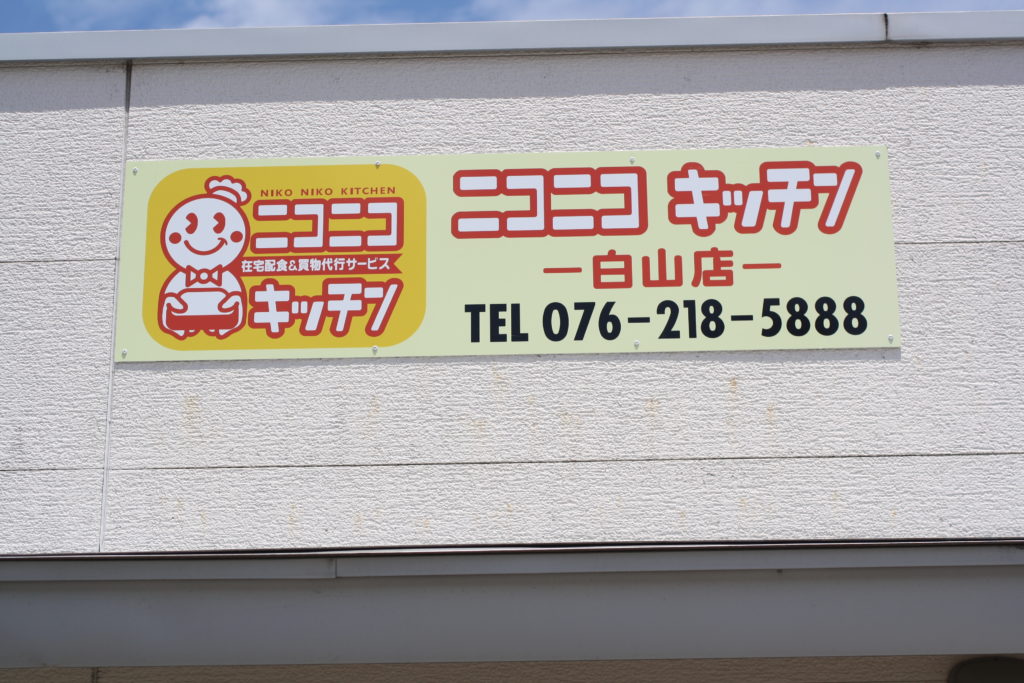 NIKO NIKO KITCHEN
ニコニコ
在宅配食&買物代行サービス
キッチン
ニコニコ キッチン
ー白山店ー
TEL 076-218-5888